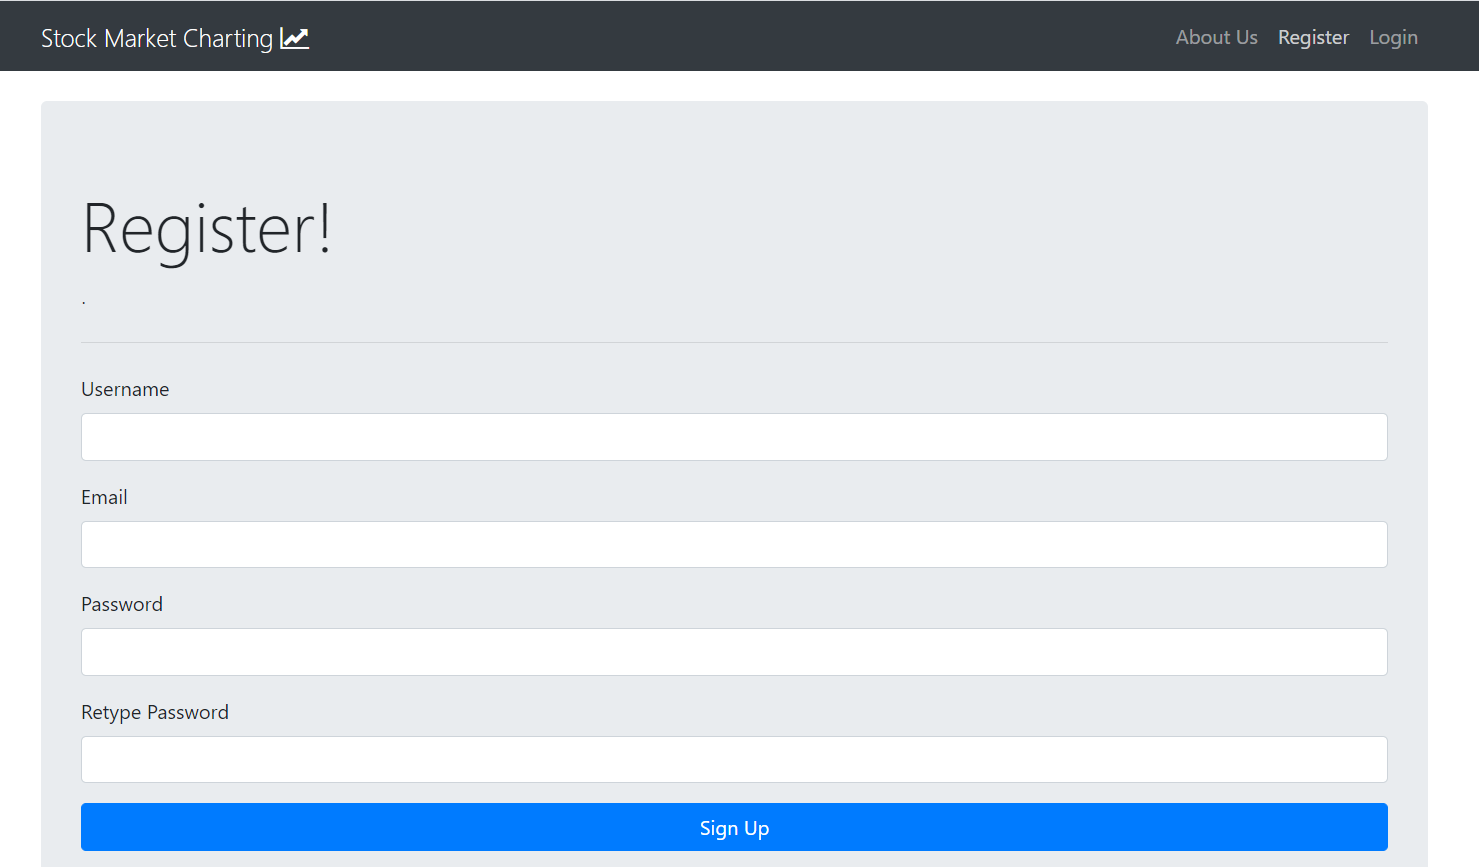 Stock Market Charting
About Us Register Login
Register!
.
Username
Email
Password
Retype Password
Sign Up